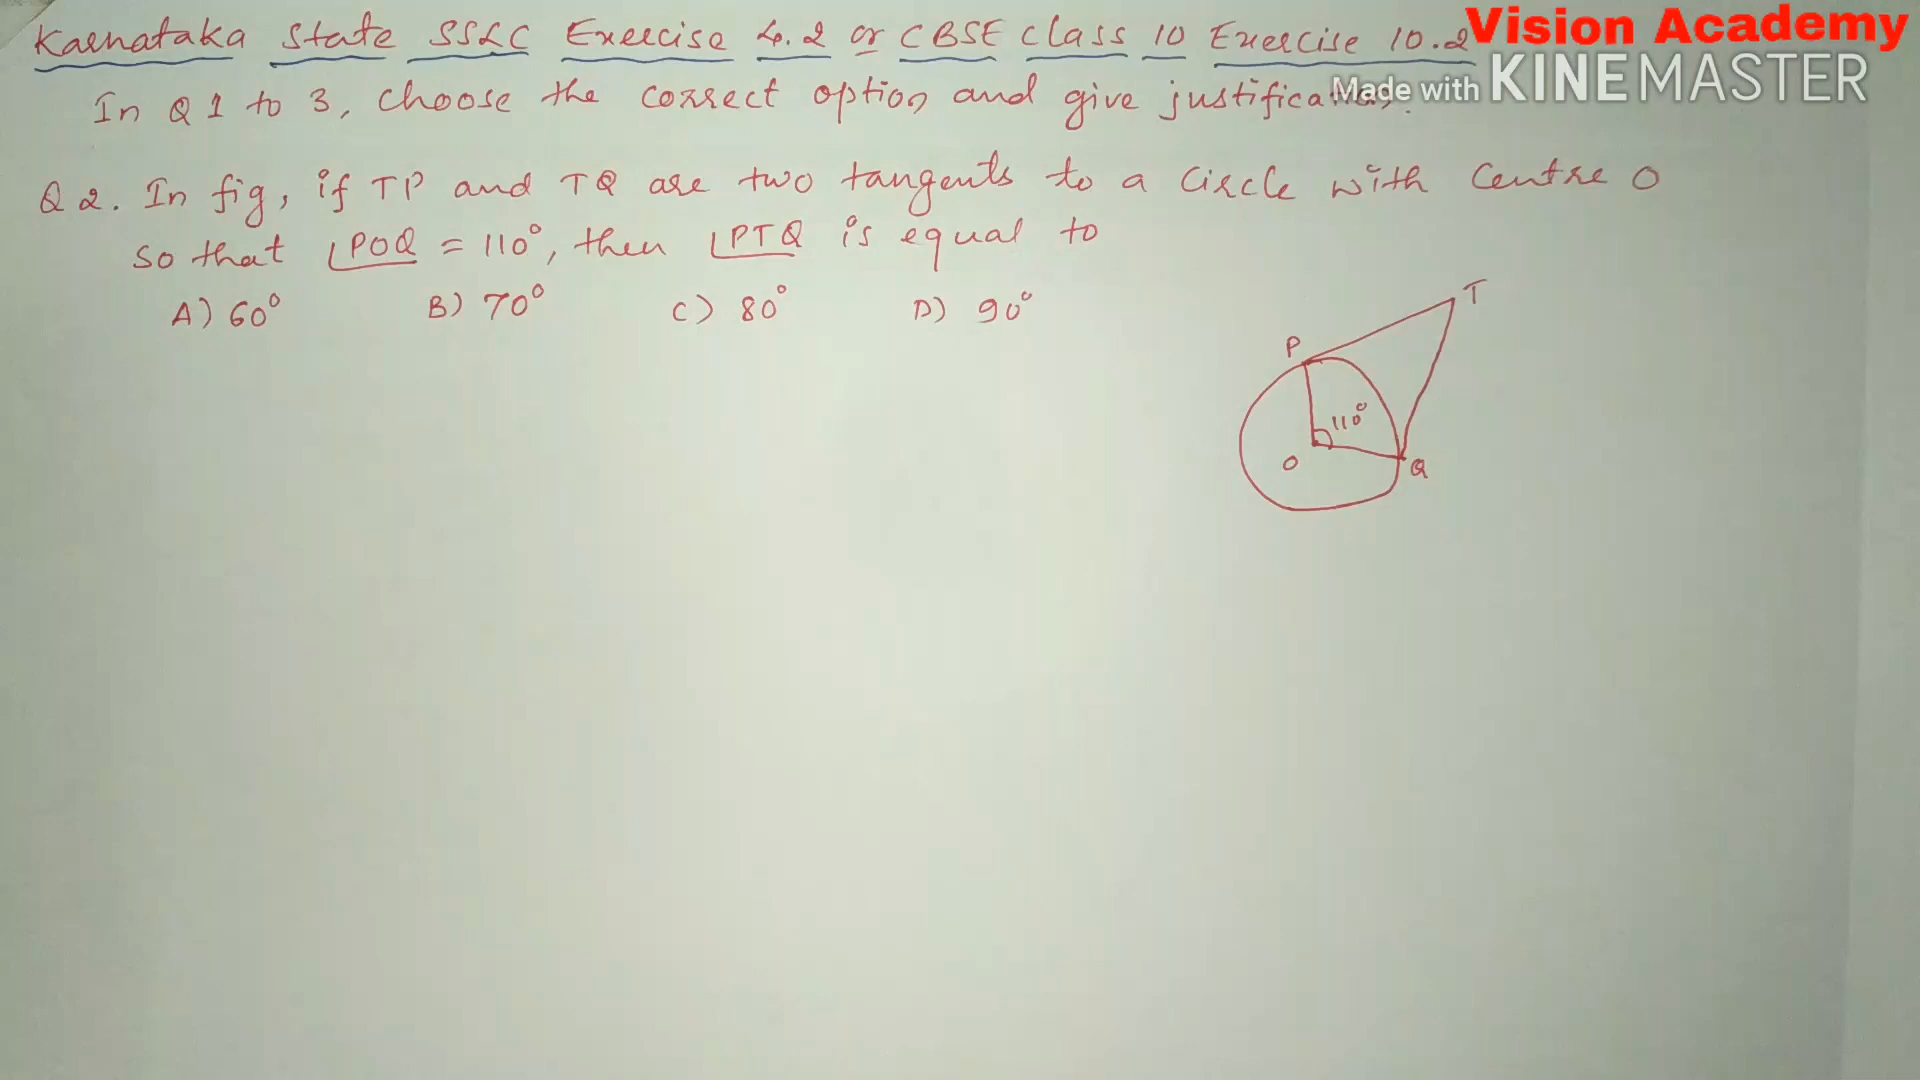 Karnataka State SSLC Exercise 4.2 or CBSE Class 10 Exercise 10.2
Vision Academy
Made with KINEMASTER
In Q 1 to 3, choose the correct option and give
Q 2. In fig, if TP and TQ are two tangents to a circle with centre O
so that ∠POQ = 110°, then ∠PTQ is equal to
A) 60° B) 70° C) 80° D) 90°
T
P
110°
O
Q